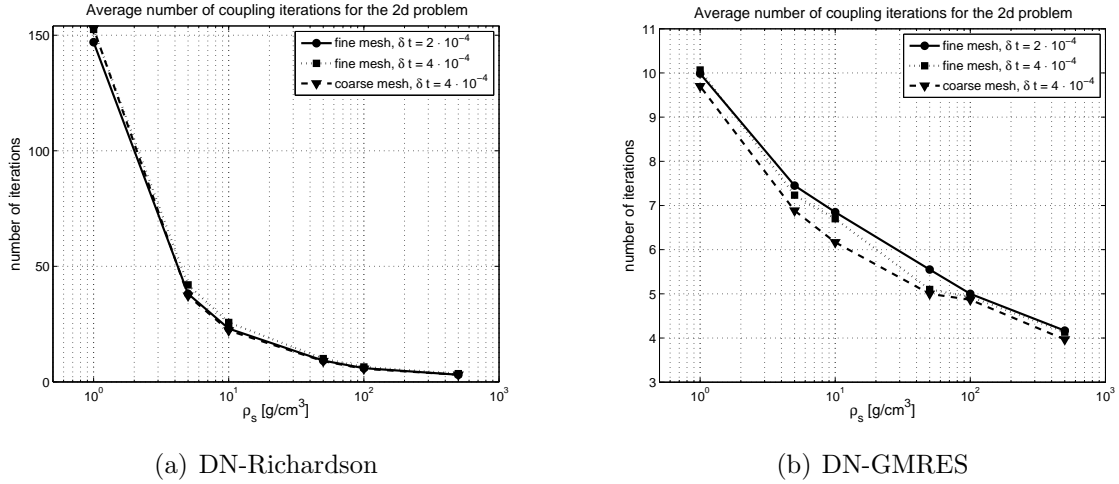 Average number of coupling iterations for the 2d problem
fine mesh, δ t = 2 · 10⁻⁴
fine mesh, δ t = 4 · 10⁻⁴
coarse mesh, δ t = 4 · 10⁻⁴
number of iterations
150
100
50
0
10⁰
10¹
10²
10³
ρₛ [g/cm³]
(a) DN-Richardson
Average number of coupling iterations for the 2d problem
fine mesh, δ t = 2 · 10⁻⁴
fine mesh, δ t = 4 · 10⁻⁴
coarse mesh, δ t = 4 · 10⁻⁴
number of iterations
11
10
9
8
7
6
5
4
3
10⁰
10¹
10²
10³
ρₛ [g/cm³]
(b) DN-GMRES